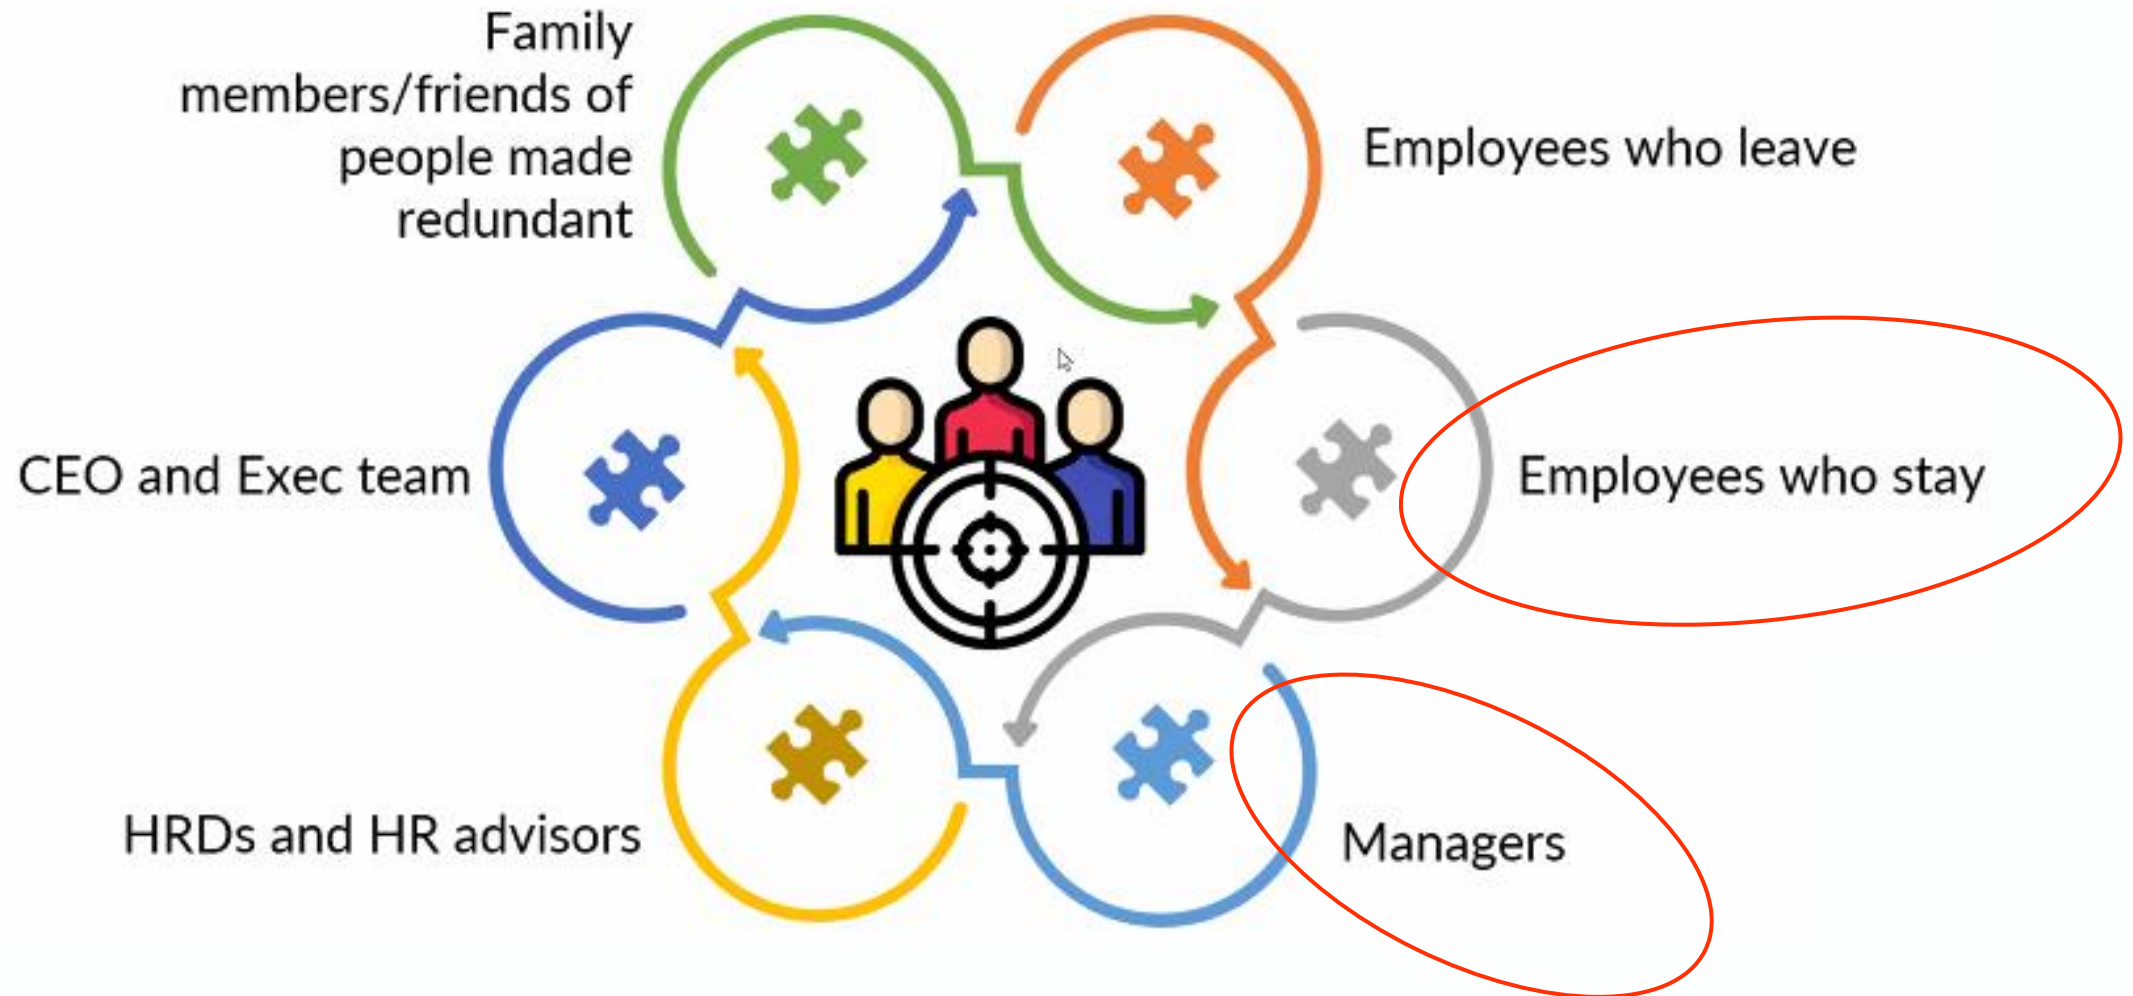 Family
members/friends of
people made
redundant
Employees who leave
CEO and Exec team
Employees who stay
HRDs and HR advisors
Managers